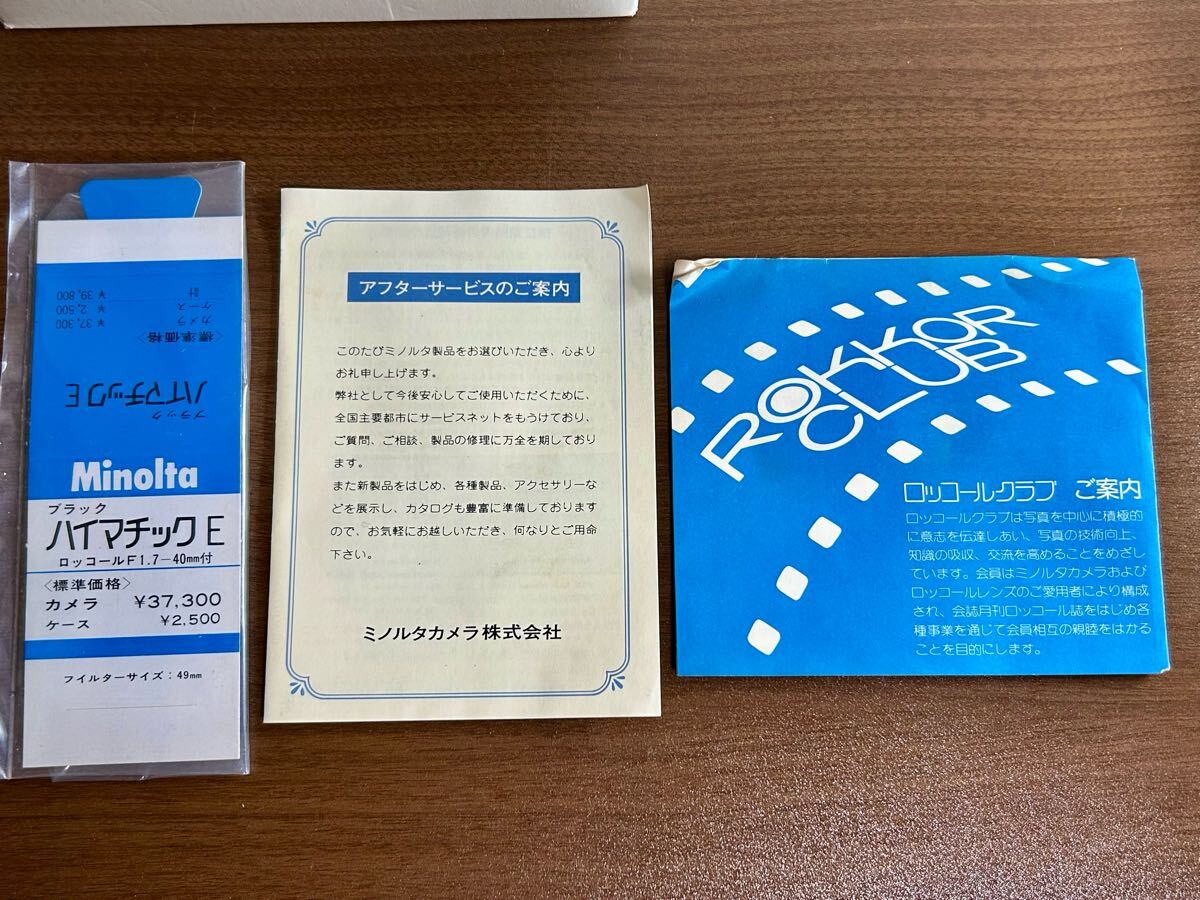 計 ¥ 39,800
ケース ¥ 2,500
カメラ ¥ 37,300
〈標準価格〉
ハイマチックE
ブラック
Minolta
ブラック
ハイマチックE
ロッコールF1.7-40mm付
〈標準価格〉
カメラ ¥37,300
ケース ¥2,500
フイルターサイズ:49mm
アフターサービスのご案内
このたびミノルタ製品をお選びいただき、心より
お礼申し上げます。
弊社として今後安心してご使用いただくために、
全国主要都市にサービスネットをもうけており、
ご質問、ご相談、製品の修理に万全を期しており
ます。
また新製品をはじめ、各種製品、アクセサリーな
どを展示し、カタログも豊富に準備しております
ので、お気軽にお越しいただき、何なりとご用命
下さい。
ミノルタカメラ株式会社
ROKKOR
CLUB
ロッコール・クラブ ご案内
ロッコールクラブは写真を中心に積極的
に意志を伝達しあい、写真の技術向上、
知識の吸収、交流を高めることをめざし
ています。会員はミノルタカメラおよび
ロッコールレンズのご愛用者により構成
され、会誌月刊ロッコール誌をはじめ各
種事業を通じて会員相互の親睦をはかる
ことを目的にします。